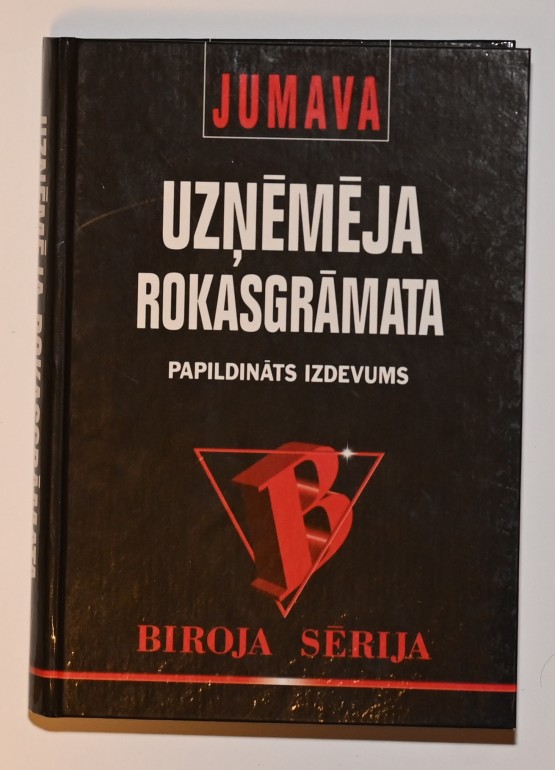 JUMAVA
UZŅĒMĒJA
ROKASGRĀMATA
PAPILDINĀTS IZDEVUMS
B
BIROJA SĒRIJA
UZŅĒMĒJA ROKASGRĀMATA